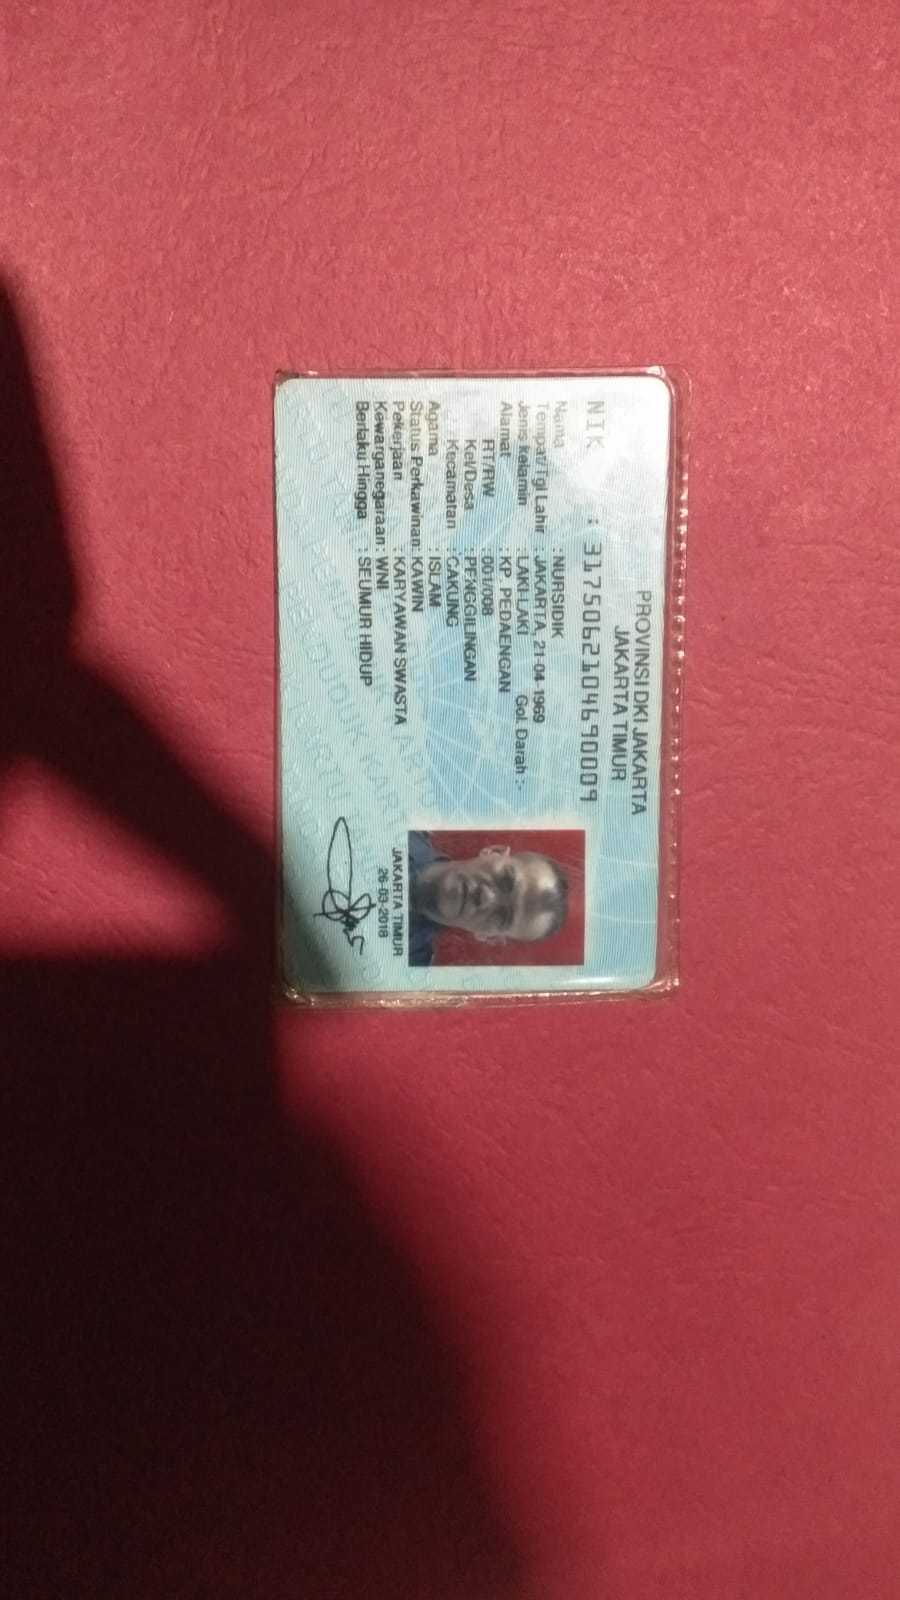 PROVINSI DKI JAKARTA
JAKARTA TIMUR
NIK : 3175062104690009
Nama : NURSIDIK
Tempat/Tgl Lahir : JAKARTA, 21-04 1969
Jenis kelamin : LAKI-LAKI Gol. Darah : -
Alamat : KP. PEDAENGAN
RT/RW : 001/008
Kel/Desa : PENGGILINGAN
Kecamatan : CAKUNG
Agama : ISLAM
Status Perkawinan: KAWIN
Pekerjaan : KARYAWAN SWASTA
Kewarganegaraan: WNI
Berlaku Hingga : SEUMUR HIDUP
JAKARTA TIMUR
26-03-2018